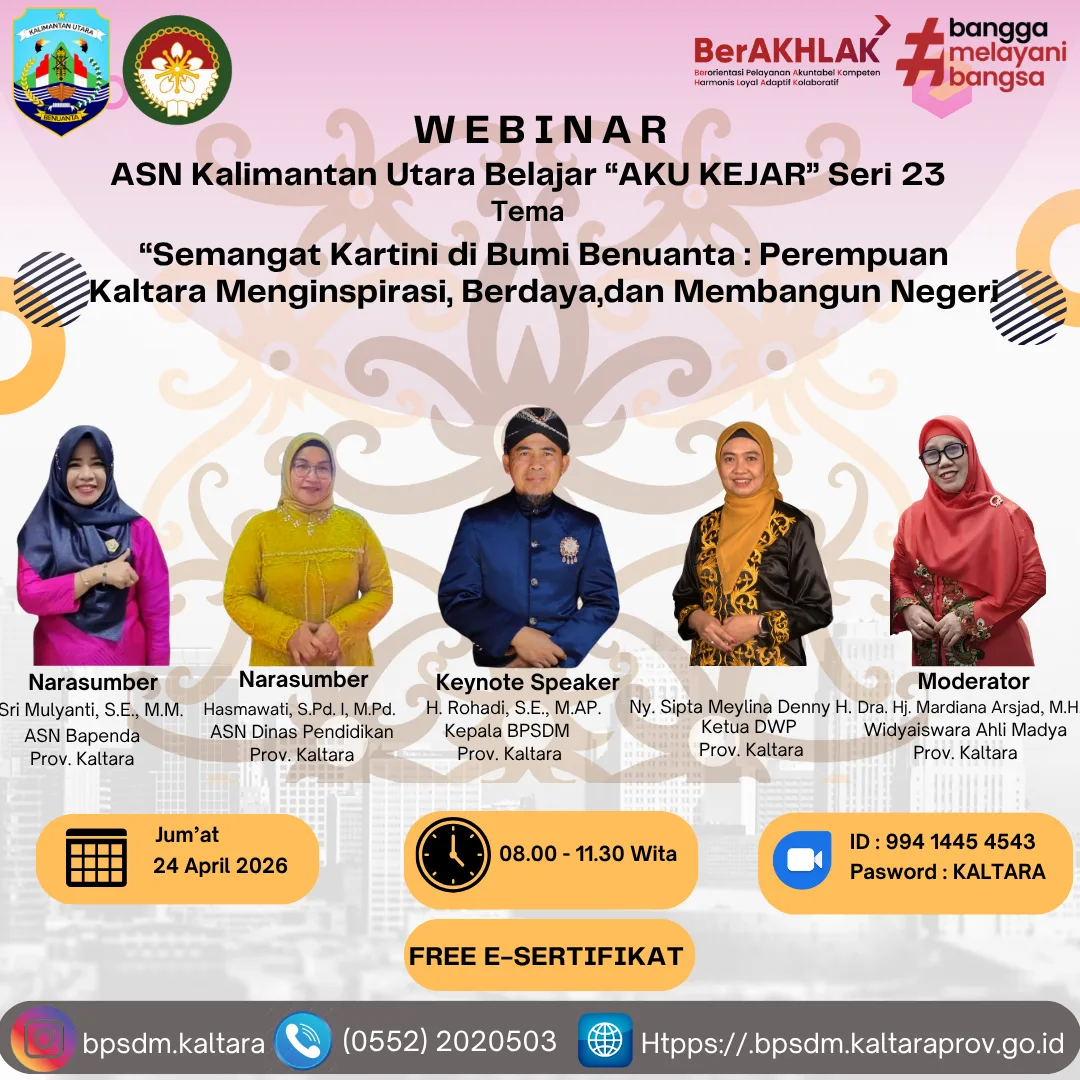 KALIMANTAN UTARA
BENUANTA
BerAKHLAK
Berorientasi Pelayanan Akuntabel Kompeten
Harmonis Loyal Adaptif Kolaboratif
#bangga
melayani
bangsa
WEBINAR
ASN Kalimantan Utara Belajar “AKU KEJAR” Seri 23
Tema
“Semangat Kartini di Bumi Benuanta : Perempuan
Kaltara Menginspirasi, Berdaya,dan Membangun Negeri
Narasumber
Sri Mulyanti, S.E., M.M.
ASN Bapenda
Prov. Kaltara
Narasumber
Hasmawati, S.Pd. I, M.Pd.
ASN Dinas Pendidikan
Prov. Kaltara
Keynote Speaker
H. Rohadi, S.E., M.AP.
Kepala BPSDM
Prov. Kaltara
Ny. Sipta Meylina Denny H.
Ketua DWP
Prov. Kaltara
Moderator
Dra. Hj. Mardiana Arsjad, M.H.
Widyaiswara Ahli Madya
Prov. Kaltara
Jum’at
24 April 2026
08.00 - 11.30 Wita
ID : 994 1445 4543
Pasword : KALTARA
FREE E-SERTIFIKAT
bpsdm.kaltara
(0552) 2020503
Htpps://.bpsdm.kaltaraprov.go.id